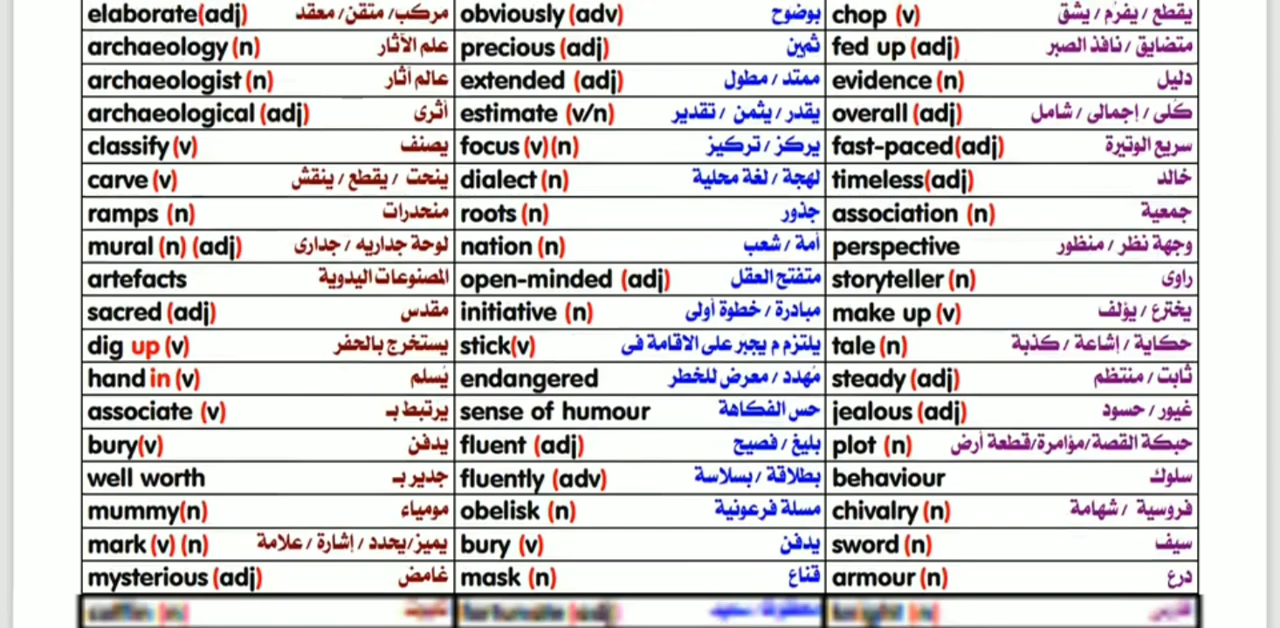 elaborate(adj) مركب/ متقن/ معقد obviously (adv) بوضوح chop (v) يقطع / يفرُم / يشق
archaeology (n) علم الآثار precious (adj) ثمين fed up (adj) متضايق / نافذ الصبر
archaeologist (n) عالم آثار extended (adj) ممتد / مطول evidence (n) دليل
archaeological (adj) أثرى estimate (v/n) يقدر/ يثمن / تقدير overall (adj) كُلى / إجمالى / شامل
classify (v) يصنف focus (v) (n) يركز / تركيز fast-paced(adj) سريع الوتيرة
carve (v) ينحت / يقطع / ينقش dialect (n) لهجة / لغة محلية timeless(adj) خالد
ramps (n) منحدرات roots (n) جذور association (n) جمعية
mural (n) (adj) لوحة جداريه / جدارى nation (n) أمة / شعب perspective وجهة نظر / منظور
artefacts المصنوعات اليدوية open-minded (adj) متفتح العقل storyteller (n) راوى
sacred (adj) مقدس initiative (n) مبادرة / خطوة أولى make up (v) يخترع / يؤلف
dig up (v) يستخرج بالحفر stick(v) يلتزم م يجبر على الاقامة فى tale (n) حكاية / إشاعة / كذبة
hand in (v) يُسلم endangered مُهدد / معرض للخطر steady (adj) ثابت / منتظم
associate (v) يرتبط بـ sense of humour حس الفكاهة jealous (adj) غيور / حسود
bury(v) يدفن fluent (adj) بليغ / فصيح plot (n) حبكة القصة/مؤامرة/قطعة أرض
well worth جدير بـ fluently (adv) بطلاقة / بسلاسة behaviour سلوك
mummy(n) مومياء obelisk (n) مسلة فرعونية chivalry (n) فروسية / شهامة
mark (v) (n) يميز/يحدد / إشارة / علامة bury (v) يدفن sword (n) سيف
mysterious (adj) غامض mask (n) قناع armour (n) درع